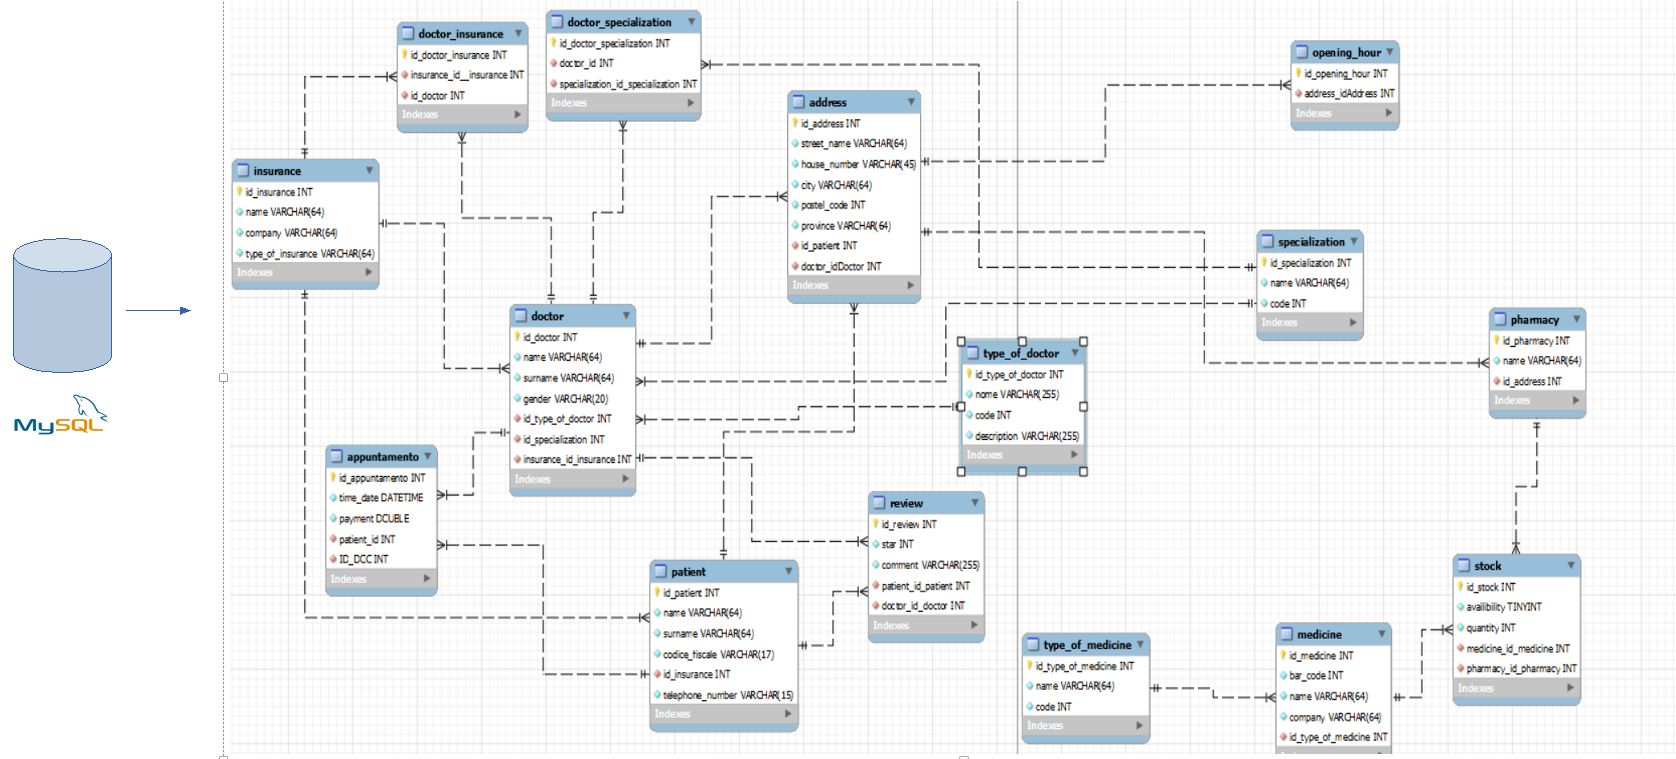 doctor_insurance
id_doctor_insurance INT
insurance_id__insurance INT
id_doctor INT
Indexes
doctor_specialization
id_doctor_specialization INT
doctor_id INT
specialization_id_specialization INT
Indexes
opening_hour
id_opening_hour INT
address_idAddress INT
Indexes
address
id_address INT
street_name VARCHAR(64)
house_number VARCHAR(45)
city VARCHAR(64)
postel_code INT
province VARCHAR(64)
id_patient INT
doctor_idDoctor INT
Indexes
insurance
id_insurance INT
name VARCHAR(64)
company VARCHAR(64)
type_of_insurance VARCHAR(64)
Indexes
specialization
id_specialization INT
name VARCHAR(64)
code INT
Indexes
doctor
id_doctor INT
name VARCHAR(64)
surname VARCHAR(64)
gender VARCHAR(20)
id_type_of_doctor INT
id_specialization INT
insurance_id_insurance INT
Indexes
type_of_doctor
id_type_of_doctor INT
nome VARCHAR(255)
code INT
description VARCHAR(255)
Indexes
pharmacy
id_pharmacy INT
name VARCHAR(64)
id_address INT
Indexes
MySQL
appuntamento
id_appuntamento INT
time_date DATETIME
payment DOUBLE
patient_id INT
ID_DOC INT
Indexes
review
id_review INT
star INT
comment VARCHAR(255)
patient_id_patient INT
doctor_id_doctor INT
Indexes
patient
id_patient INT
name VARCHAR(64)
surname VARCHAR(64)
codice_fiscale VARCHAR(17)
id_insurance INT
telephone_number VARCHAR(15)
Indexes
type_of_medicine
id_type_of_medicine INT
name VARCHAR(64)
code INT
Indexes
medicine
id_medicine INT
bar_code INT
name VARCHAR(64)
company VARCHAR(64)
id_type_of_medicine INT
stock
id_stock INT
availibility TINYINT
quantity INT
medicine_id_medicine INT
pharmacy_id_pharmacy INT
Indexes